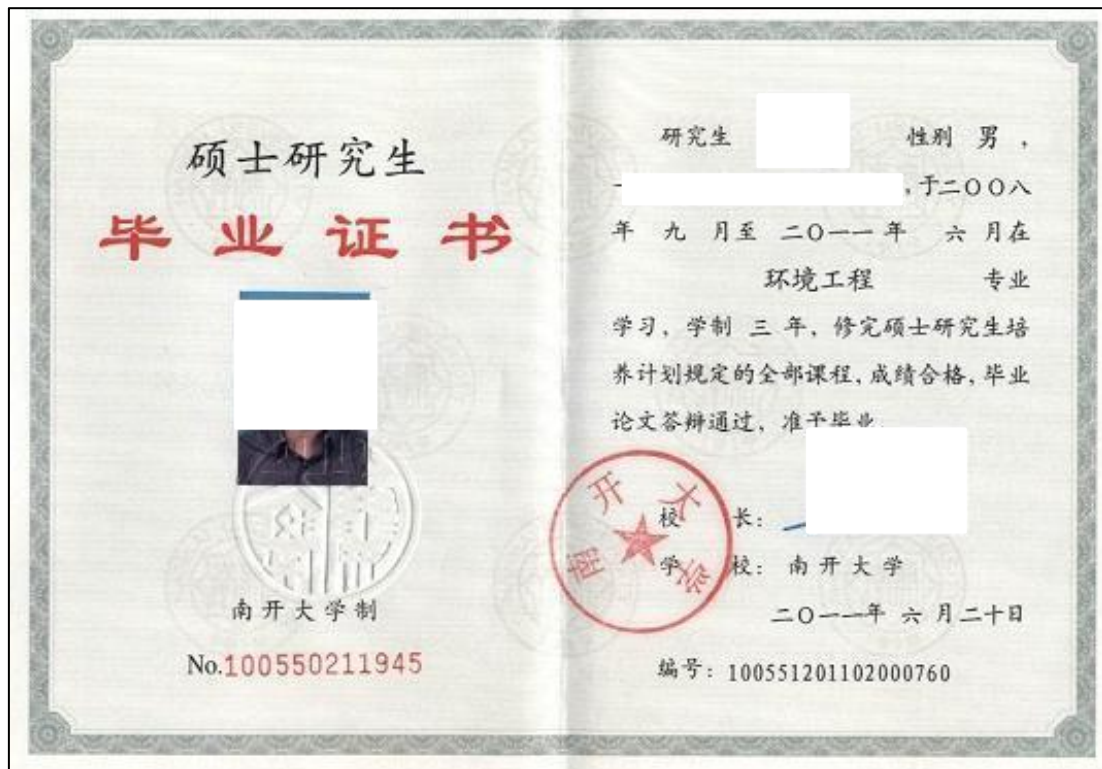 硕士研究生
毕业证书
南开大学制
No.100550211945
研究生 性别 男,
,于二〇〇八
年 九 月至 二〇一一年 六 月在
环境工程 专业
学习, 学制 三 年, 修完硕士研究生培
养计划规定的全部课程, 成绩合格, 毕业
论文答辩通过, 准予毕业
校 长:
学 校: 南开大学
二〇一一年 六 月二十日
编号: 100551201102000760
南开大学